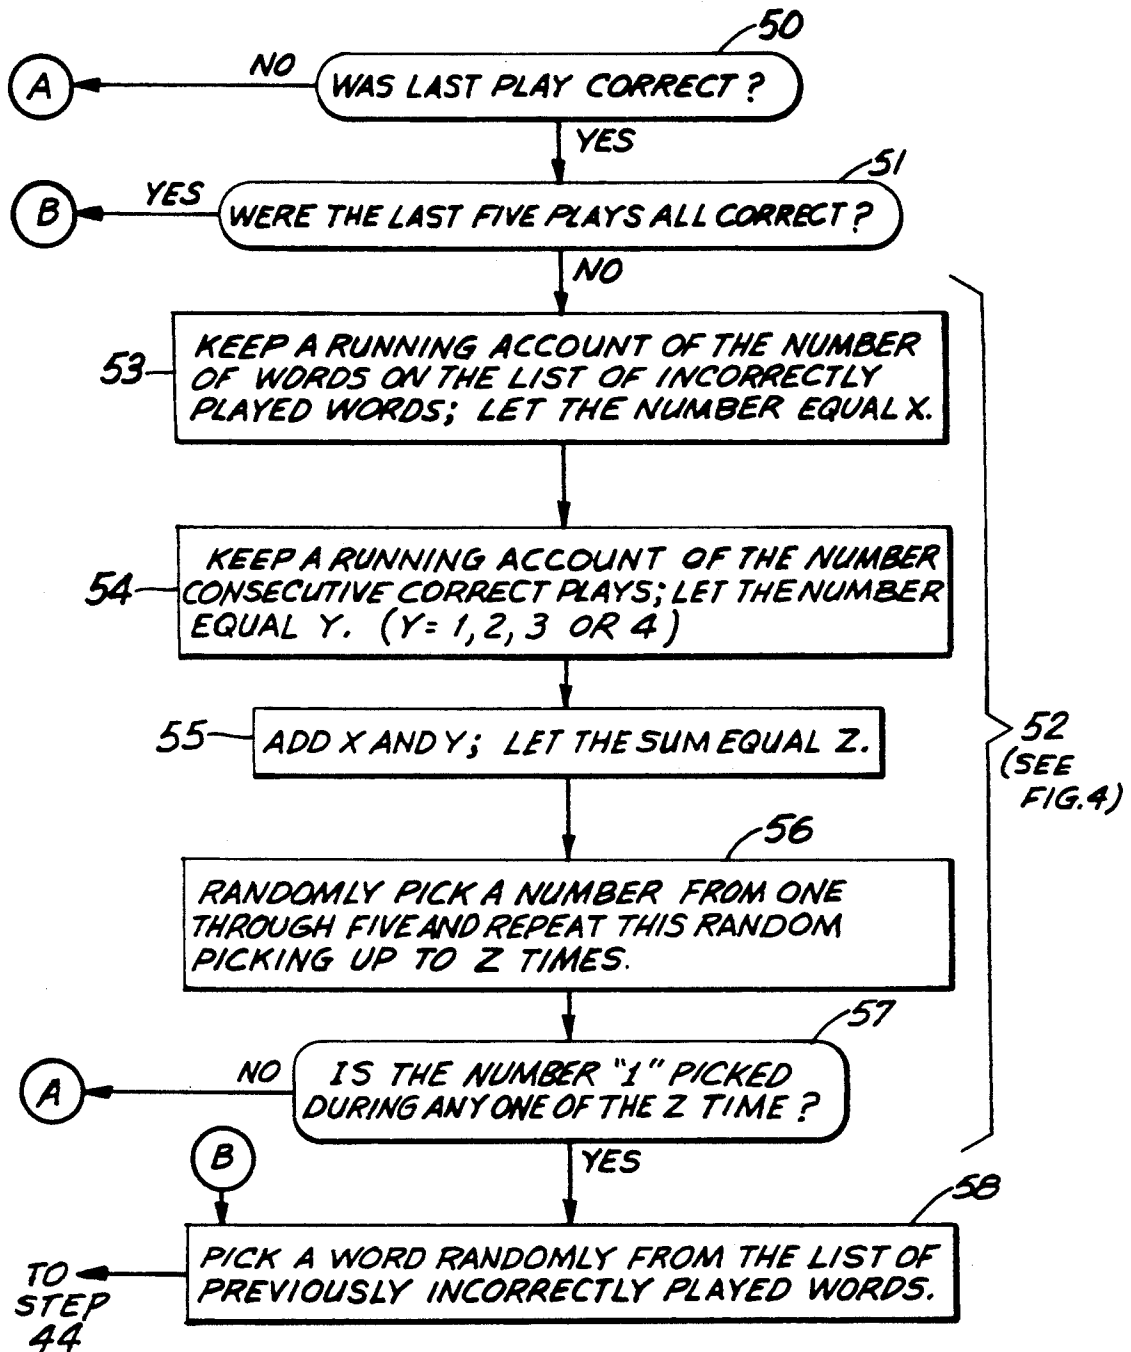 50
A
NO
WAS LAST PLAY CORRECT?
YES
51
B
YES
WERE THE LAST FIVE PLAYS ALL CORRECT?
NO
53
KEEP A RUNNING ACCOUNT OF THE NUMBER
OF WORDS ON THE LIST OF INCORRECTLY
PLAYED WORDS; LET THE NUMBER EQUAL X.
54
KEEP A RUNNING ACCOUNT OF THE NUMBER
CONSECUTIVE CORRECT PLAYS; LET THE NUMBER
EQUAL Y. (Y= 1, 2, 3 OR 4)
55
ADD X AND Y; LET THE SUM EQUAL Z.
52
(SEE
FIG.4)
56
RANDOMLY PICK A NUMBER FROM ONE
THROUGH FIVE AND REPEAT THIS RANDOM
PICKING UP TO Z TIMES.
57
A
NO
IS THE NUMBER "1" PICKED
DURING ANY ONE OF THE Z TIME?
B
YES
58
PICK A WORD RANDOMLY FROM THE LIST OF
PREVIOUSLY INCORRECTLY PLAYED WORDS.
TO
STEP
44